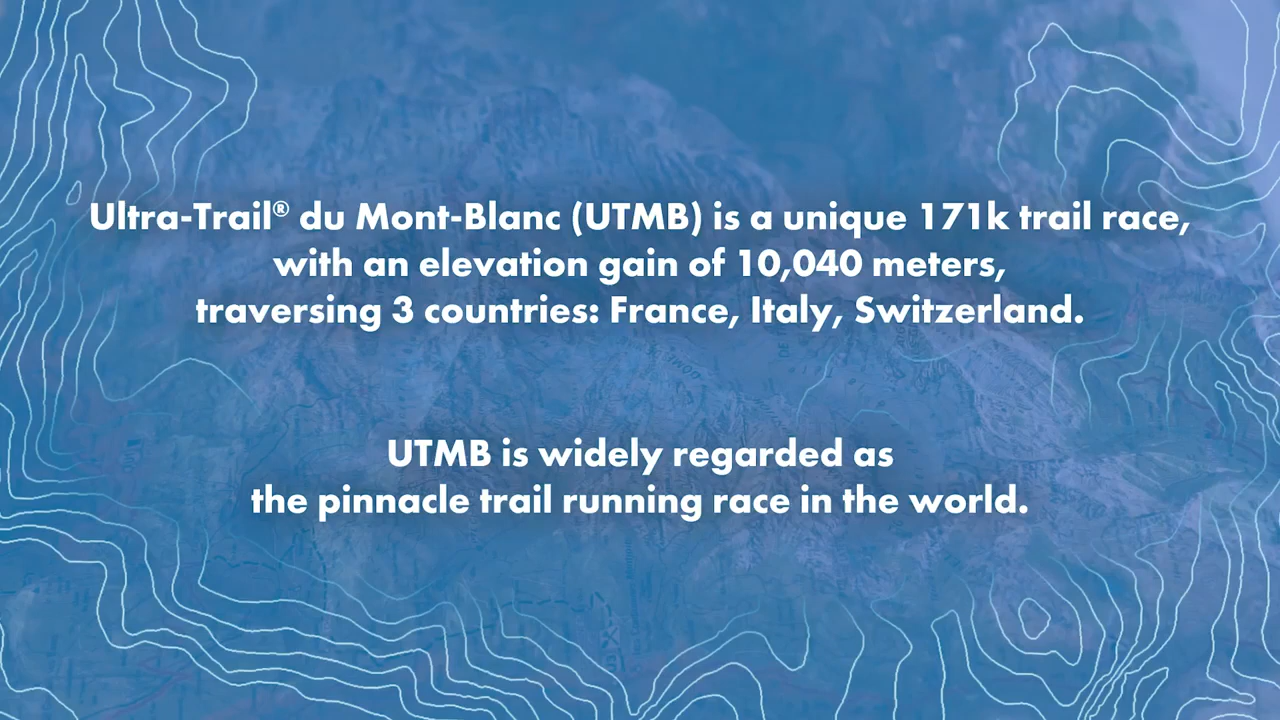 Ultra-Trail® du Mont-Blanc (UTMB) is a unique 171k trail race,
with an elevation gain of 10,040 meters,
traversing 3 countries: France, Italy, Switzerland.
UTMB is widely regarded as
the pinnacle trail running race in the world.